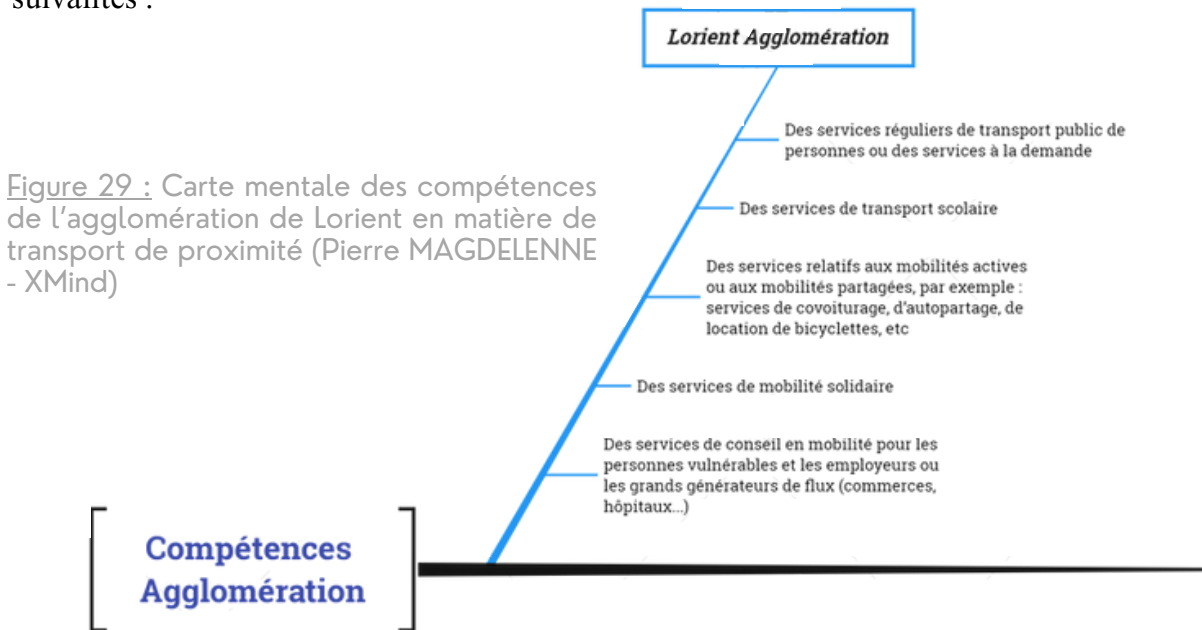 suivantes :
Lorient Agglomération
Des services réguliers de transport public de
personnes ou des services à la demande
Figure 29 : Carte mentale des compétences
de l'agglomération de Lorient en matière de
transport de proximité (Pierre MAGDELENNE
- XMind)
Des services de transport scolaire
Des services relatifs aux mobilités actives
ou aux mobilités partagées, par exemple :
services de covoiturage, d'autopartage, de
location de bicyclettes, etc
Des services de mobilité solidaire
Des services de conseil en mobilité pour les
personnes vulnérables et les employeurs ou
les grands générateurs de flux (commerces,
hôpitaux...)
Compétences
Agglomération